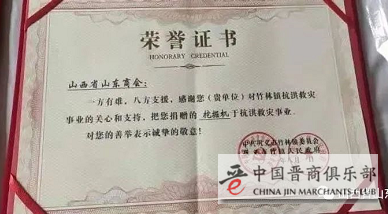 荣誉证书
HONORARY CREDENTIAL
山西省山东商会:
一方有难,八方支援,感谢您(贵单位)对竹林镇抗洪救灾
事业的关心和支持,把您捐赠的 挖掘机 于抗洪救灾事业。
对您的善举表示诚挚的敬意!
中国晋商俱乐部
CHINA JIN MERCHANTS CLUB